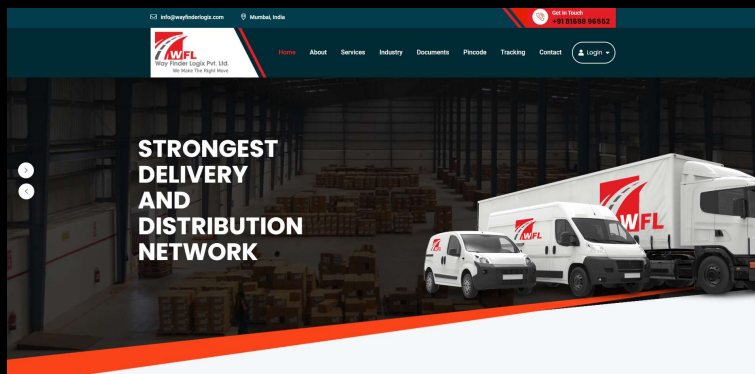 info@wayfinderlogix.com
Mumbai, India
Get In Touch
+91 81698 96552
WFL
Way Finder Logix Pvt. Ltd.
We Make The Right Move
Home About Services Industry Documents Pincode Tracking Contact Login
STRONGEST
DELIVERY
AND
DISTRIBUTION
NETWORK
WFL
WFL
WFL